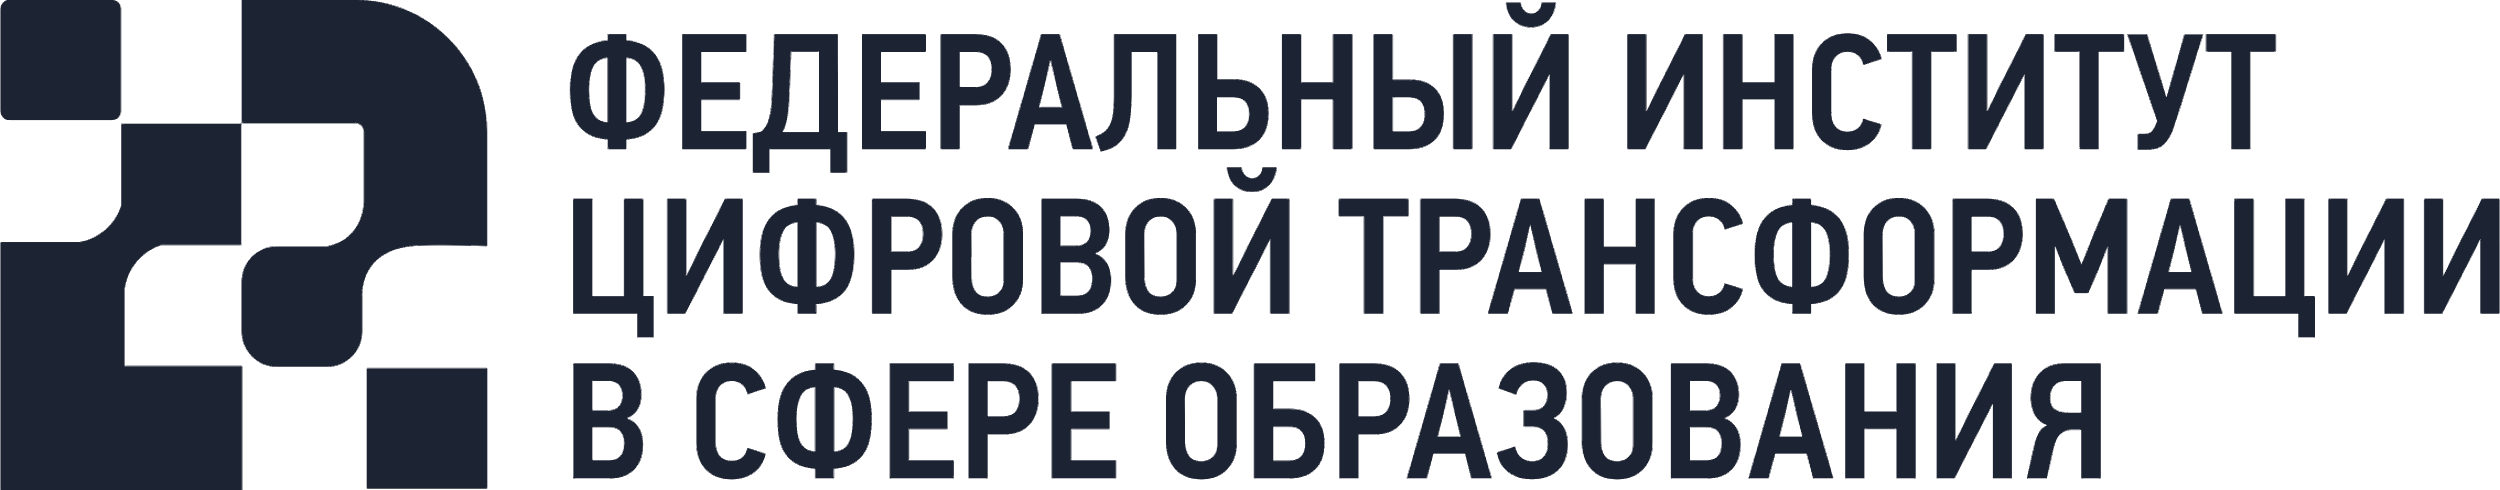 ФЕДЕРАЛЬНЫЙ ИНСТИТУТ
ЦИФРОВОЙ ТРАНСФОРМАЦИИ
В СФЕРЕ ОБРАЗОВАНИЯ